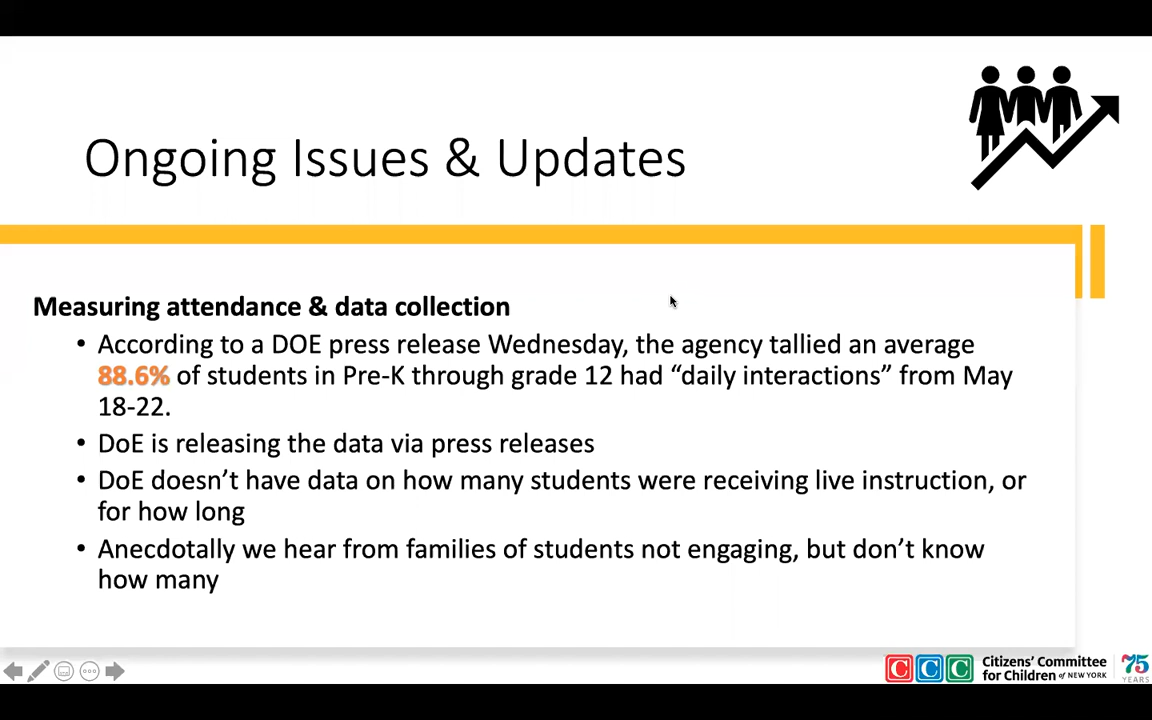 Ongoing Issues & Updates
Measuring attendance & data collection
• According to a DOE press release Wednesday, the agency tallied an average
88.6% of students in Pre-K through grade 12 had “daily interactions” from May
18-22.
• DoE is releasing the data via press releases
• DoE doesn’t have data on how many students were receiving live instruction, or
for how long
• Anecdotally we hear from families of students not engaging, but don’t know
how many
CCC
Citizens’ Committee
for Children of NEW YORK
75
YEARS